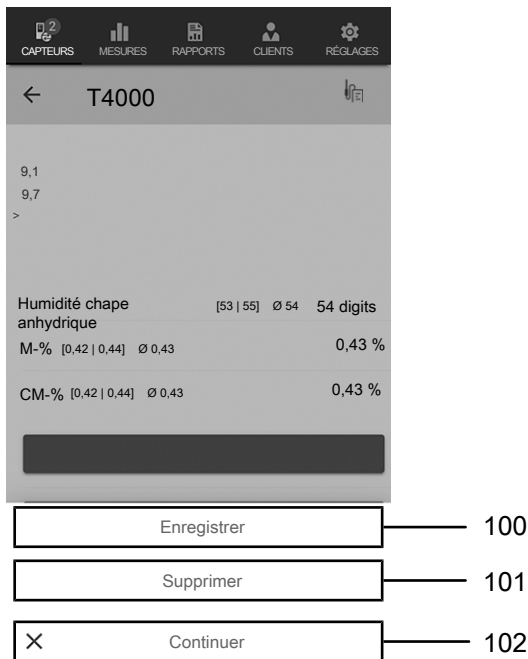 2
CAPTEURS MESURES RAPPORTS CLIENTS RÉGLAGES
← T4000
9,1
9,7
>
Humidité chape [53 | 55] Ø 54 54 digits
anhydrique
M-% [0,42 | 0,44] Ø 0,43 0,43 %
CM-% [0,42 | 0,44] Ø 0,43 0,43 %
Enregistrer 100
Supprimer 101
Continuer 102